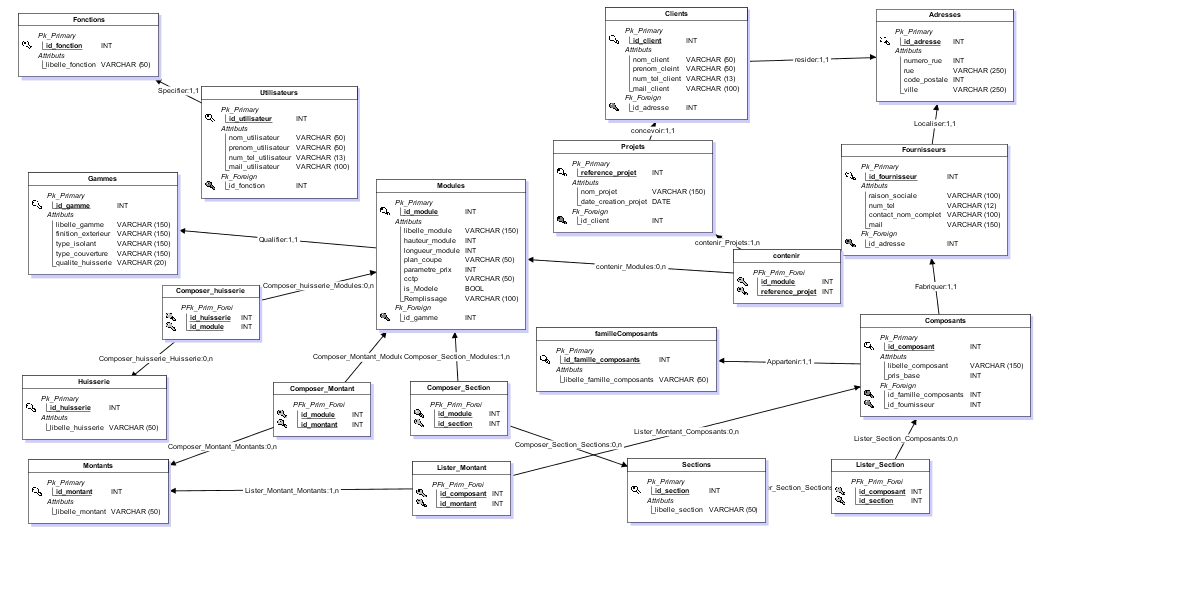 Fonctions
Pk_Primary
id_fonction INT
Attributs
libelle_fonction VARCHAR (50)
Specifier:1,1
Utilisateurs
Pk_Primary
id_utilisateur INT
Attributs
nom_utilisateur VARCHAR (50)
prenom_utilisateur VARCHAR (50)
num_tel_utilisateur VARCHAR (13)
mail_utilisateur VARCHAR (100)
Fk_Foreign
id_fonction INT
Clients
Pk_Primary
id_client INT
Attributs
nom_client VARCHAR (50)
prenom_cleint VARCHAR (50)
num_tel_client VARCHAR (13)
mail_client VARCHAR (100)
Fk_Foreign
id_adresse INT
resider:1,1
Adresses
Pk_Primary
id_adresse INT
Attributs
numero_rue INT
rue VARCHAR (250)
code_postale INT
ville VARCHAR (250)
Localiser:1,1
concevoir:1,1
Projets
Pk_Primary
reference_projet INT
Attributs
nom_projet VARCHAR (150)
date_creation_projet DATE
Fk_Foreign
id_client INT
Fournisseurs
Pk_Primary
id_fournisseur INT
Attributs
raison_sociale VARCHAR (100)
num_tel VARCHAR (12)
contact_nom_complet VARCHAR (100)
mail VARCHAR (150)
Fk_Foreign
id_adresse INT
Gammes
Pk_Primary
id_gamme INT
Attributs
libelle_gamme VARCHAR (150)
finition_exterieur VARCHAR (150)
type_isolant VARCHAR (150)
type_couverture VARCHAR (150)
qualite_huisserie VARCHAR (20)
Qualifier:1,1
Modules
Pk_Primary
id_module INT
Attributs
libelle_module VARCHAR (150)
hauteur_module INT
longueur_module INT
plan_coupe VARCHAR (50)
parametre_prix INT
cctp VARCHAR (50)
is_Modele BOOL
Remplissage VARCHAR (100)
Fk_Foreign
id_gamme INT
contenir_Projets:1,n
contenir_Modules:0,n
contenir
PFk_Prim_Forei
id_module INT
reference_projet INT
Fabriquer:1,1
Composer_huisserie_Modules:0,n
Composer_huisserie
PFk_Prim_Forei
id_huisserie INT
id_module INT
Composer_huisserie_Huisserie:0,n
Composer_Section_Modules:1,n
familleComposants
Pk_Primary
id_famille_composants INT
Attributs
libelle_famille_composants VARCHAR (50)
Appartenir:1,1
Composants
Pk_Primary
id_composant INT
Attributs
libelle_composant VARCHAR (150)
pris_base INT
Fk_Foreign
id_famille_composants INT
id_fournisseur INT
Huisserie
Pk_Primary
id_huisserie INT
Attributs
libelle_huisserie VARCHAR (50)
Composer_Montant
PFk_Prim_Forei
id_module INT
id_montant INT
Composer_Section
PFk_Prim_Forei
id_module INT
id_section INT
Composer_Montant_Montants:0,n
Composer_Section_Sections:0,n
Lister_Montant_Composants:0,n
Lister_Section_Composants:0,n
Montants
Pk_Primary
id_montant INT
Attributs
libelle_montant VARCHAR (50)
Lister_Montant_Montants:1,n
Lister_Montant
PFk_Prim_Forei
id_composant INT
id_montant INT
Sections
Pk_Primary
id_section INT
Attributs
libelle_section VARCHAR (50)
Lister_Section
PFk_Prim_Forei
id_composant INT
id_section INT